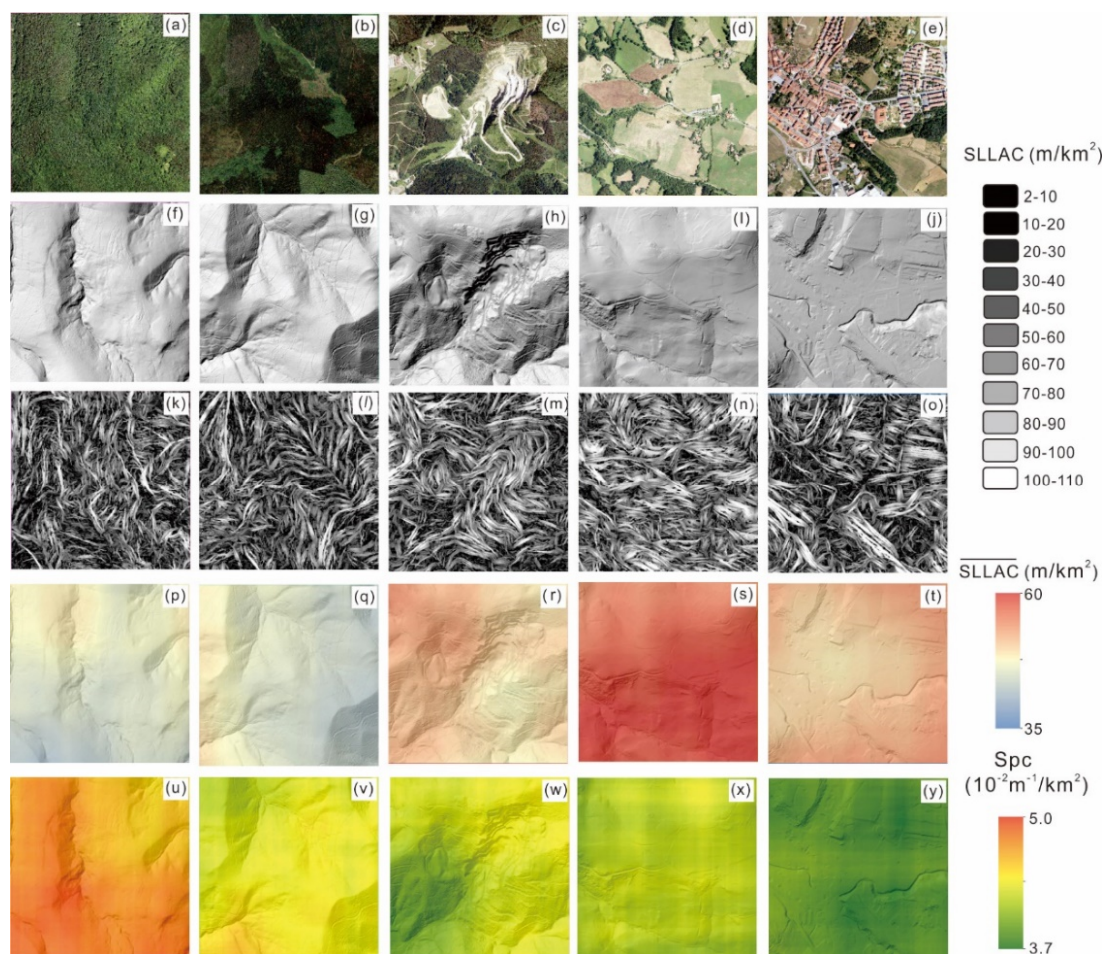 (a) (b) (c) (d) (e)
SLLAC (m/km²)
2-10
10-20
20-30
30-40
40-50
50-60
60-70
70-80
80-90
90-100
100-110
(f) (g) (h) (I) (j)
(k) (l) (m) (n) (o)
SLLAC (m/km²)
60
35
(p) (q) (r) (s) (t)
Spc
(10⁻²m⁻¹/km²)
5.0
3.7
(u) (v) (w) (x) (y)